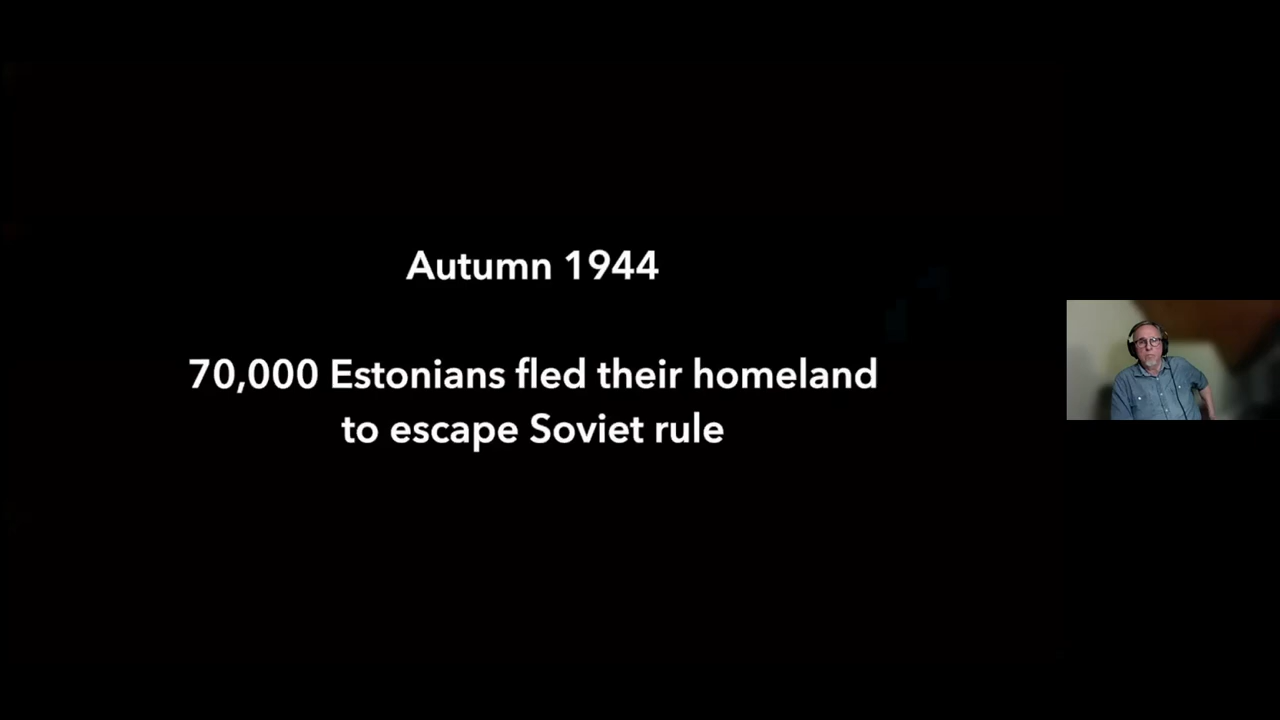 Autumn 1944
70,000 Estonians fled their homeland
to escape Soviet rule